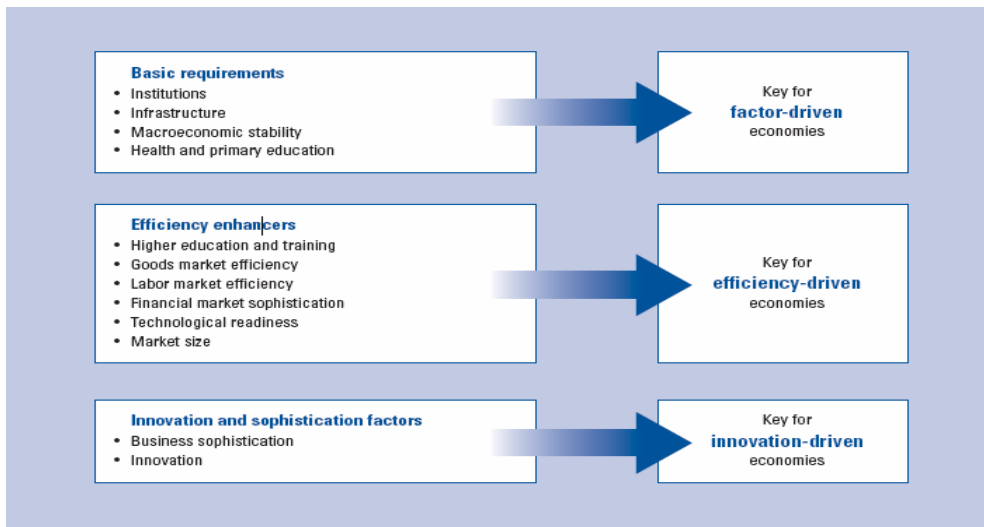 Basic requirements
• Institutions
• Infrastructure
• Macroeconomic stability
• Health and primary education
Key for
factor-driven
economies
Efficiency enhancers
• Higher education and training
• Goods market efficiency
• Labor market efficiency
• Financial market sophistication
• Technological readiness
• Market size
Key for
efficiency-driven
economies
Innovation and sophistication factors
• Business sophistication
• Innovation
Key for
innovation-driven
economies